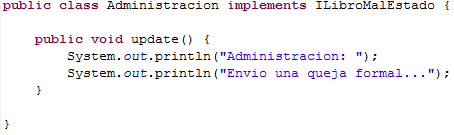 public class Administracion implements ILibroMalEstado {
public void update() {
System.out.println("Administracion: ");
System.out.println("Envio una queja formal...");
}
}